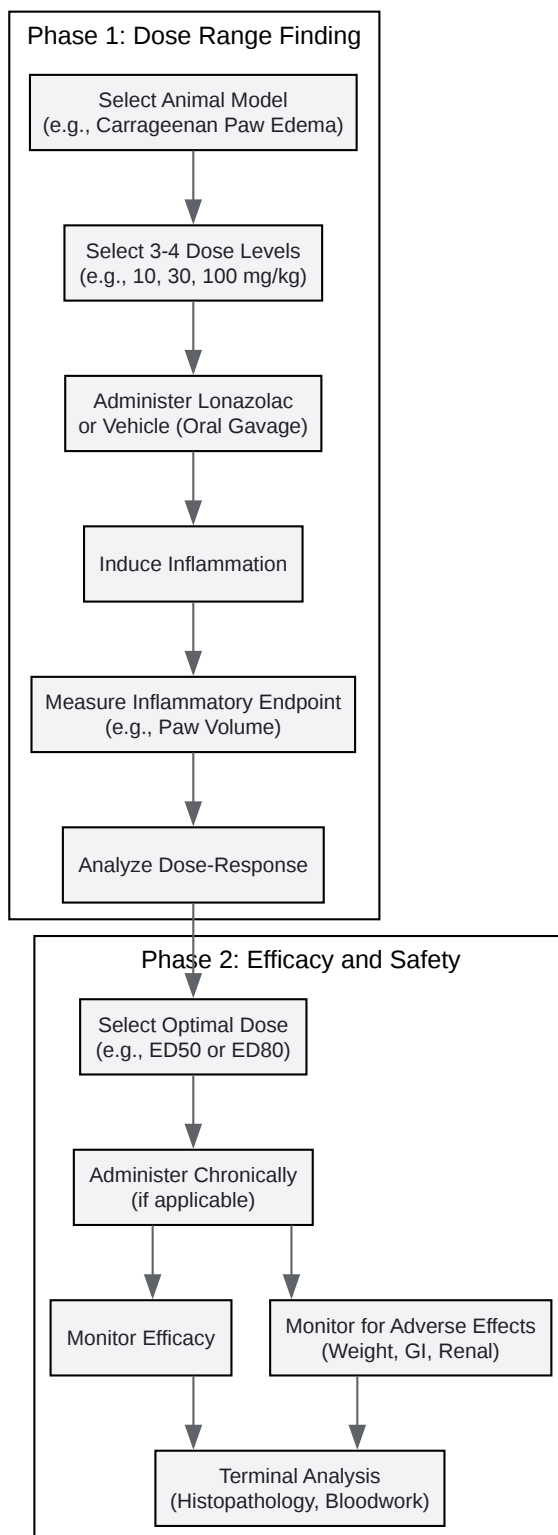 Phase 1: Dose Range Finding
Select Animal Model
(e.g., Carrageenan Paw Edema)
Select 3-4 Dose Levels
(e.g., 10, 30, 100 mg/kg)
Administer Lonazolac
or Vehicle (Oral Gavage)
Induce Inflammation
Measure Inflammatory Endpoint
(e.g., Paw Volume)
Analyze Dose-Response
Phase 2: Efficacy and Safety
Select Optimal Dose
(e.g., ED50 or ED80)
Administer Chronically
(if applicable)
Monitor Efficacy
Monitor for Adverse Effects
(Weight, GI, Renal)
Terminal Analysis
(Histopathology, Bloodwork)